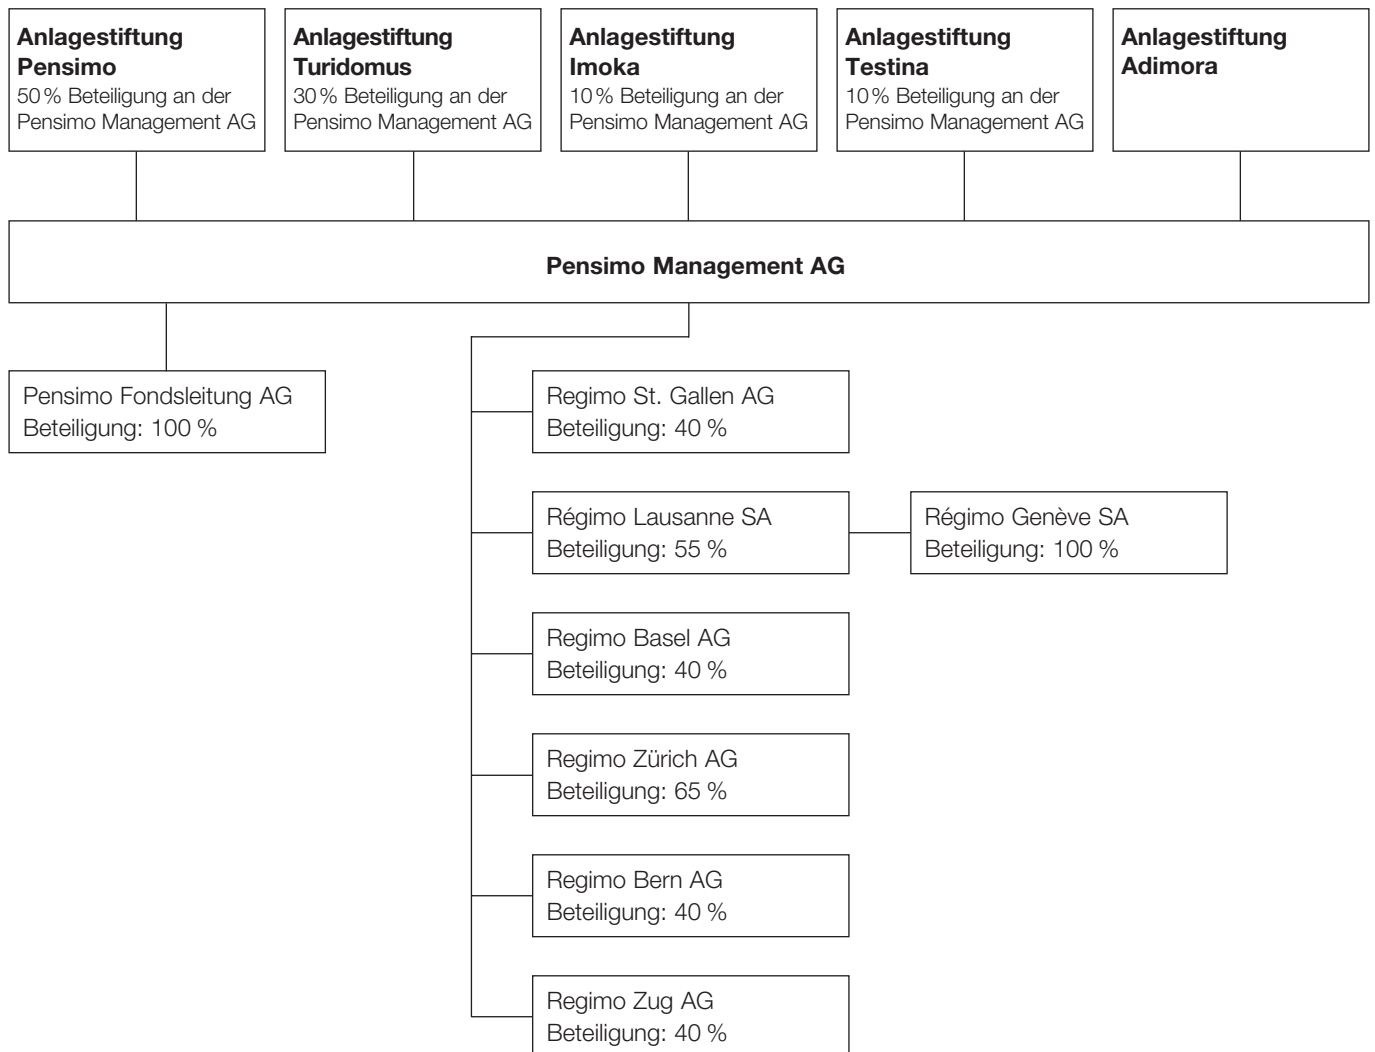 Anlagestiftung
Pensimo
50 % Beteiligung an der
Pensimo Management AG
Anlagestiftung
Turidomus
30 % Beteiligung an der
Pensimo Management AG
Anlagestiftung
Imoka
10 % Beteiligung an der
Pensimo Management AG
Anlagestiftung
Testina
10 % Beteiligung an der
Pensimo Management AG
Anlagestiftung
Adimora
Pensimo Management AG
Pensimo Fondsleitung AG
Beteiligung: 100 %
Regimo St. Gallen AG
Beteiligung: 40 %
Régimo Lausanne SA
Beteiligung: 55 %
Régimo Genève SA
Beteiligung: 100 %
Regimo Basel AG
Beteiligung: 40 %
Regimo Zürich AG
Beteiligung: 65 %
Regimo Bern AG
Beteiligung: 40 %
Regimo Zug AG
Beteiligung: 40 %